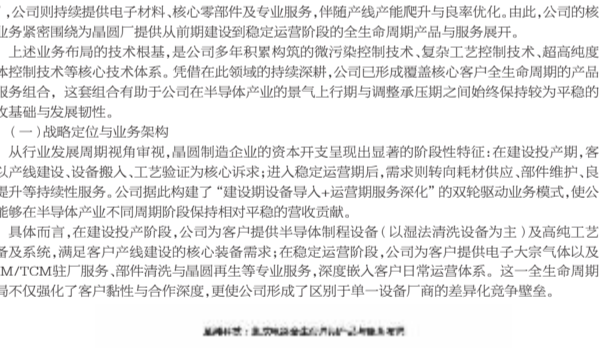 ，公司则持续提供电子材料、核心零部件及专业服务，伴随产线产能爬升与良率优化。由此，公司的核
业务紧密围绕为晶圆厂提供从前期建设到稳定运营阶段的全生命周期产品与服务展开。
上述业务布局的技术根基，是公司多年积累构筑的微污染控制技术、复杂工艺控制技术、超高纯度
体控制技术等核心技术体系。凭借在此领域的持续深耕，公司已形成覆盖核心客户全生命周期的产品
服务组合，这套组合有助于公司在半导体产业的景气上行期与调整承压期之间始终保持较为平稳的
收基础与发展韧性。
（一）战略定位与业务架构
从行业发展周期视角审视，晶圆制造企业的资本开支呈现出显著的阶段性特征：在建设投产期，客
以产线建设、设备搬入、工艺验证为核心诉求；进入稳定运营期后，需求则转向耗材供应、部件维护、良
提升等持续性服务。公司据此构建了“建设期设备导入+运营期服务深化”的双轮驱动业务模式，使公
能够在半导体产业不同周期阶段保持相对平稳的营收贡献。
具体而言，在建设投产阶段，公司为客户提供半导体制程设备（以湿法清洗设备为主）及高纯工艺
备及系统，满足客户产线建设的核心装备需求；在稳定运营阶段，公司为客户提供电子大宗气体以及
M/TCM驻厂服务、部件清洗与晶圆再生等专业服务，深度嵌入客户日常运营体系。这一全生命周期
局不仅强化了客户黏性与合作深度，更使公司形成了区别于单一设备厂商的差异化竞争壁垒。